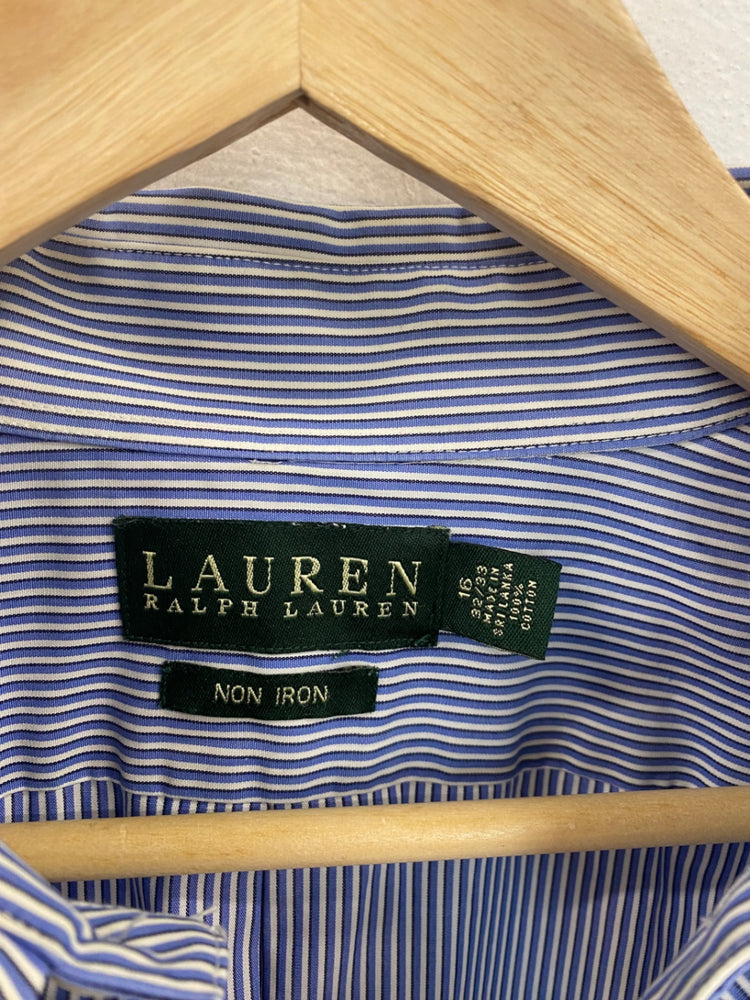 LAUREN
RALPH LAUREN
NON IRON
16
32/33
MADE IN
SRI LANKA
100%
COTTON